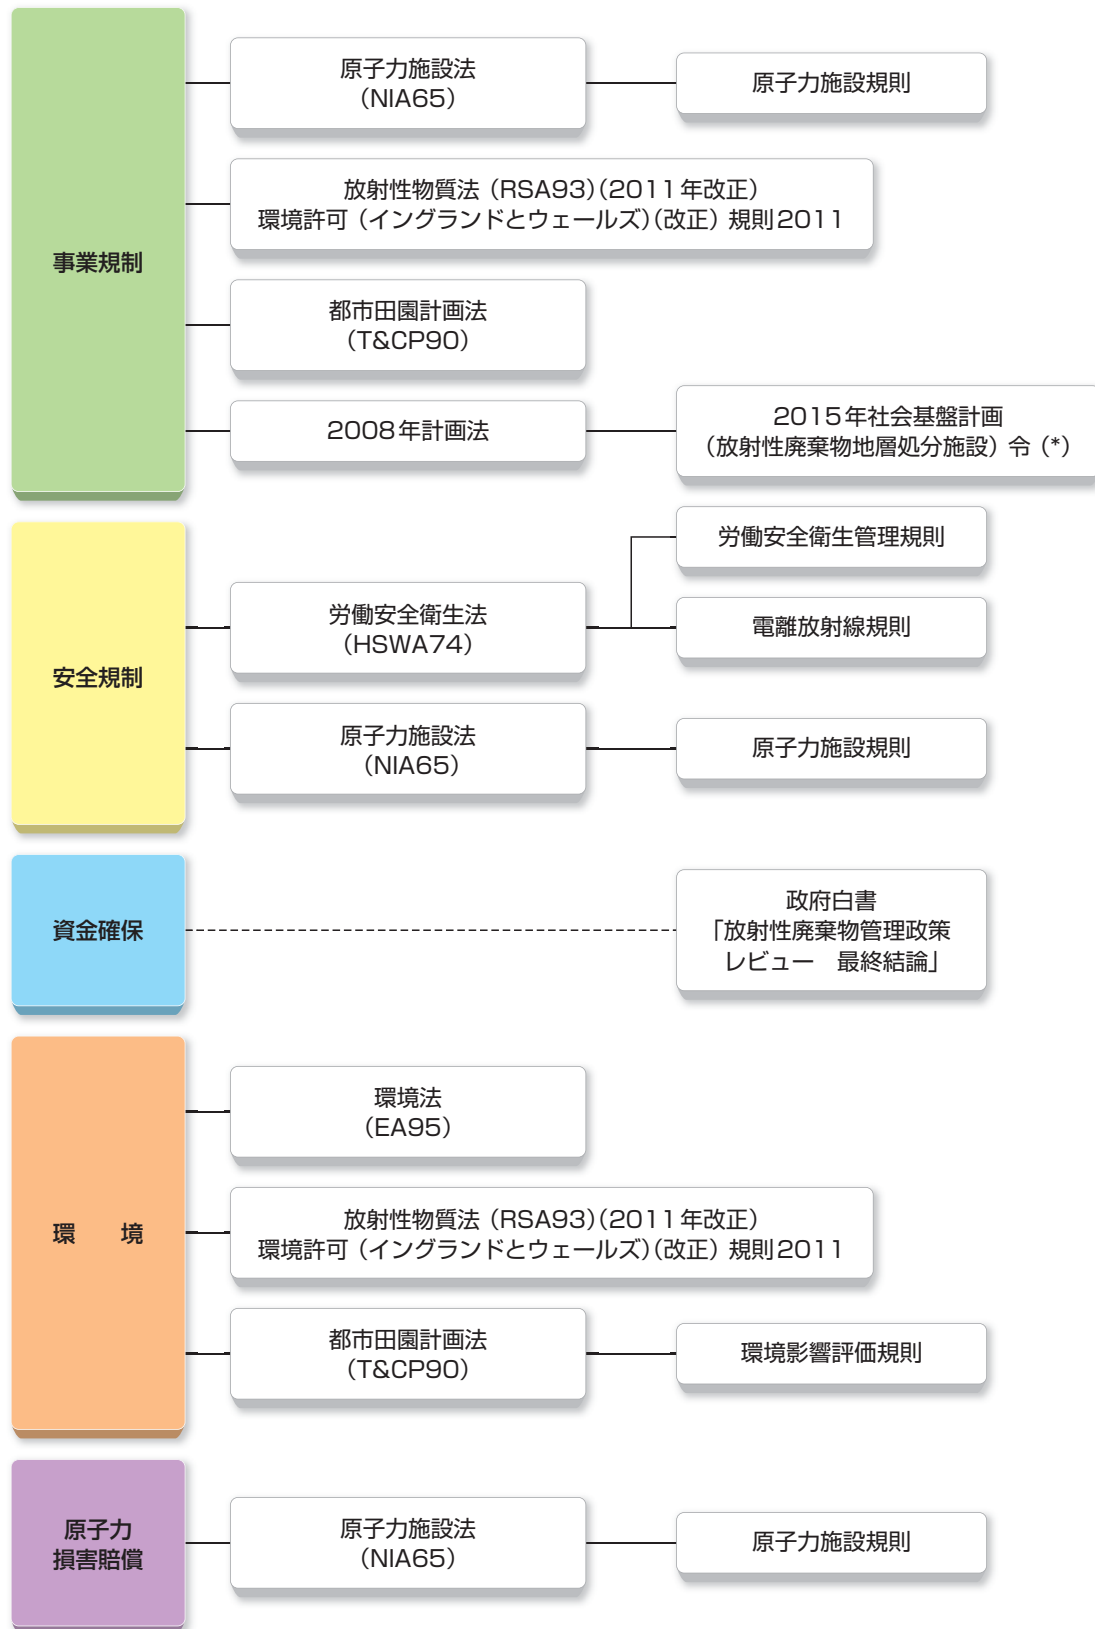 事業規制
原子力施設法
（NIA65）
原子力施設規則
放射性物質法（RSA93）（2011年改正）
環境許可（イングランドとウェールズ）（改正）規則2011
都市田園計画法
（T&CP90）
2008年計画法
2015年社会基盤計画
（放射性廃棄物地層処分施設）令（*）
安全規制
労働安全衛生法
（HSWA74）
労働安全衛生管理規則
電離放射線規則
原子力施設法
（NIA65）
原子力施設規則
資金確保
政府白書
「放射性廃棄物管理政策
レビュー　最終結論」
環　　境
環境法
（EA95）
放射性物質法（RSA93）（2011年改正）
環境許可（イングランドとウェールズ）（改正）規則2011
都市田園計画法
（T&CP90）
環境影響評価規則
原子力
損害賠償
原子力施設法
（NIA65）
原子力施設規則